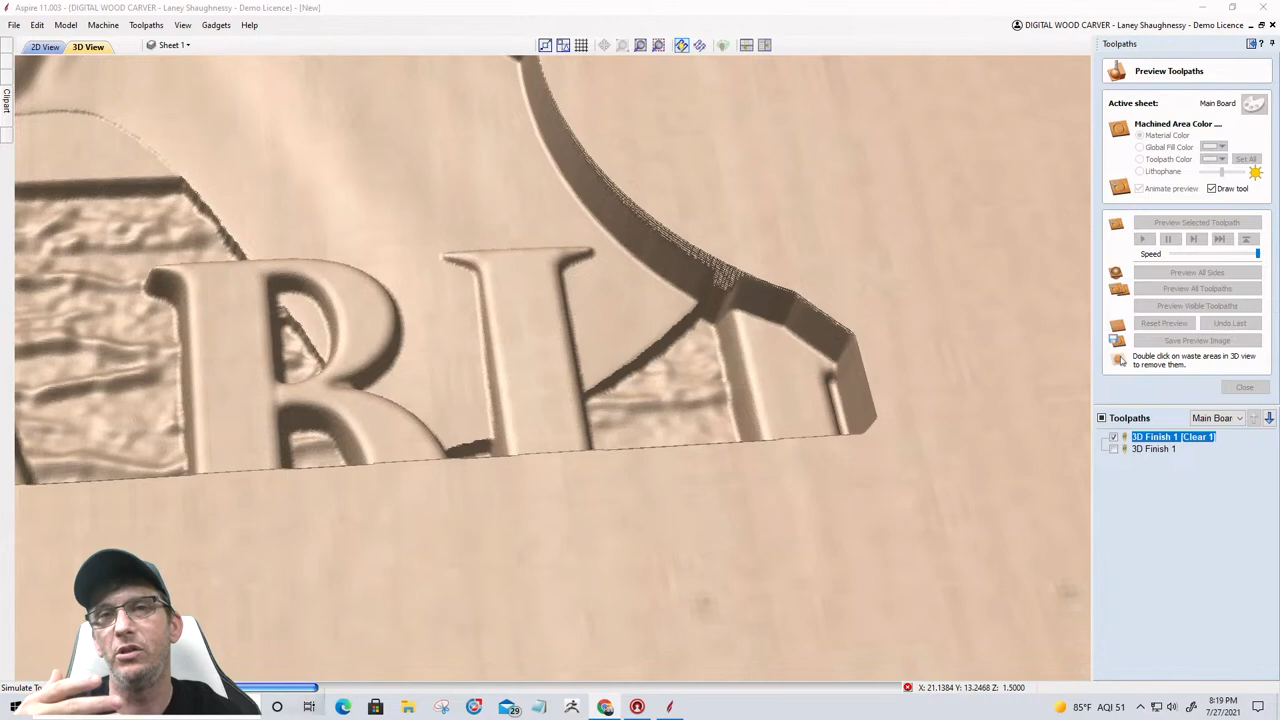 Aspire 11.003 - {DIGITAL WOOD CARVER - Laney Shaughnessy - Demo Licence} - [New]
File Edit Model Machine Toolpaths View Gadgets Help
DIGITAL WOOD CARVER - Laney Shaughnessy - Demo Licence
2D View 3D View Sheet 1
Clipart
Toolpaths
Preview Toolpaths
Active sheet: Main Board
Machined Area Color ....
Material Color
Global Fill Color
Toolpath Color Set All
Lithophane
Animate preview Draw tool
Preview Selected Toolpath
Speed
Preview All Sides
Preview All Toolpaths
Preview Visible Toolpaths
Reset Preview Undo Last
Save Preview Image
Double click on waste areas in 3D view
to remove them.
Close
Toolpaths Main Boar
3D Finish 1 [Clear 1]
3D Finish 1
Simulate To
X: 21.1384 Y: 13.2468 Z: 1.5000
29
85°F AQI 51
8:19 PM
7/27/2021